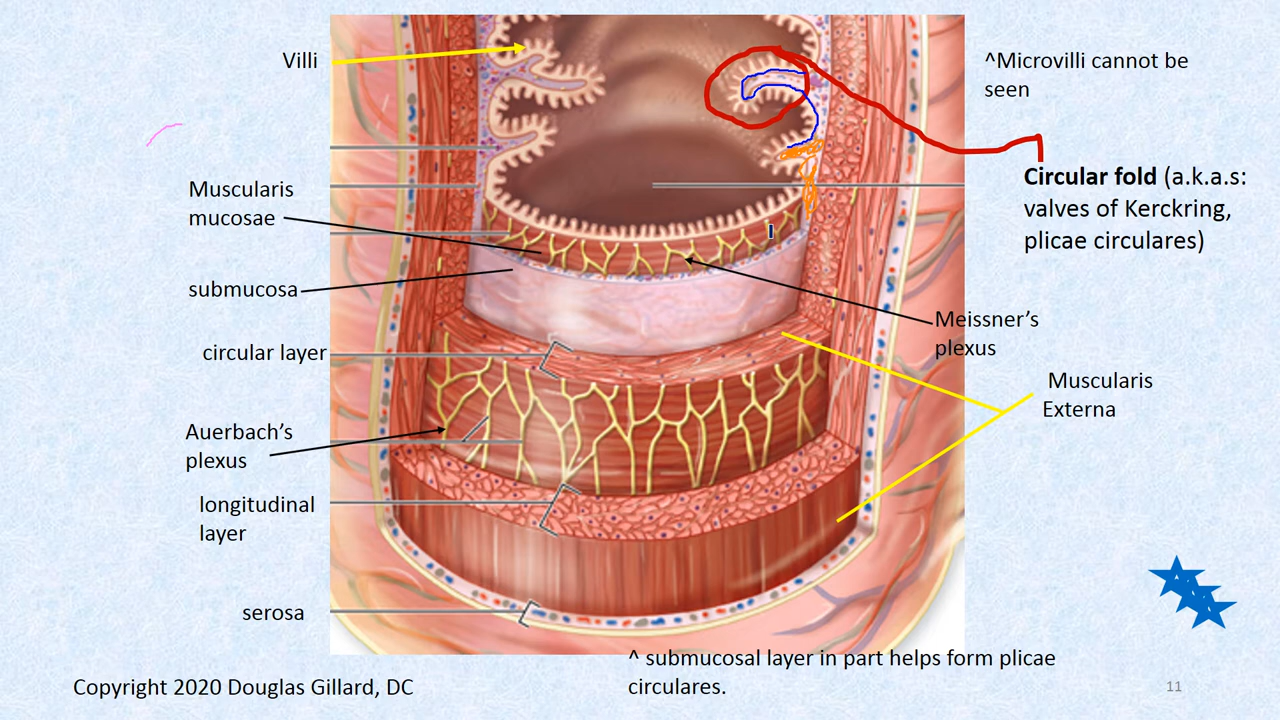 Villi
^Microvilli cannot be
seen
Muscularis
mucosae
Circular fold (a.k.a.s:
valves of Kerckring,
plicae circulares)
submucosa
Meissner’s
plexus
circular layer
Muscularis
Externa
Auerbach’s
plexus
longitudinal
layer
serosa
^ submucosal layer in part helps form plicae
circulares.
Copyright 2020 Douglas Gillard, DC
11